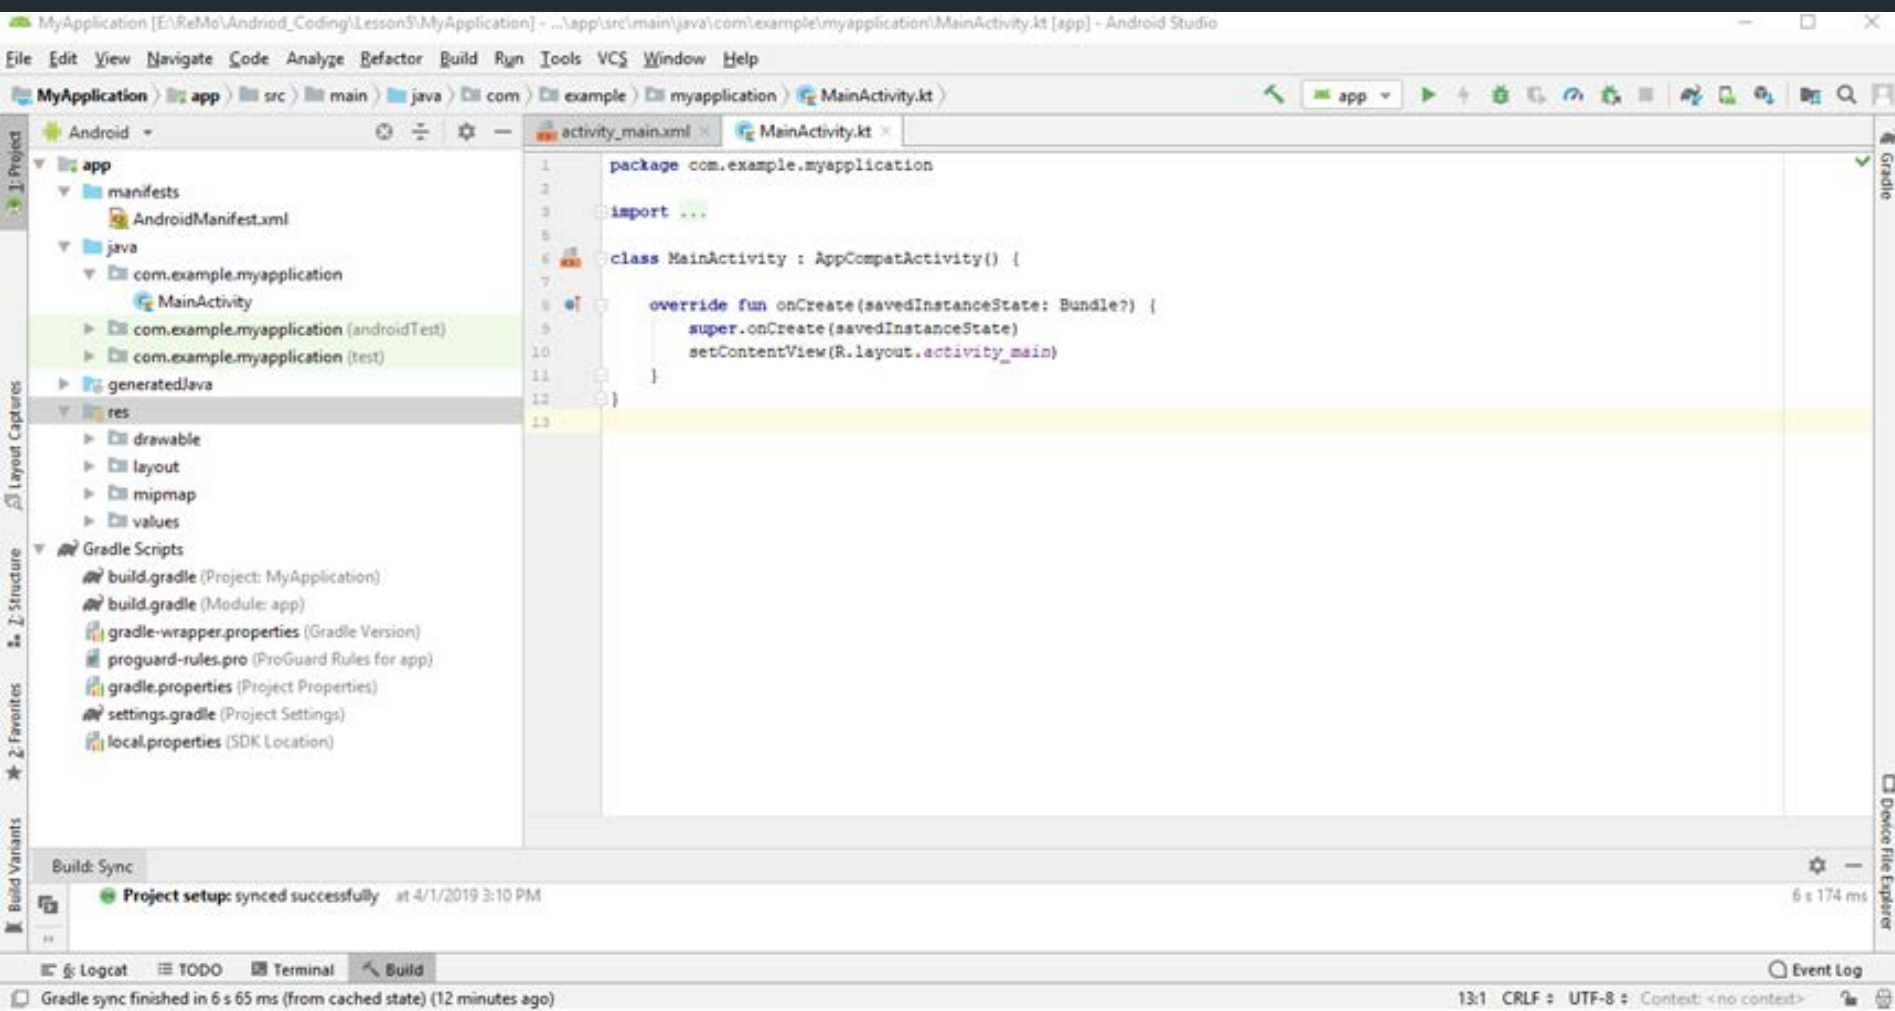 MyApplication [E:\ReMo\Andriod_Coding\Lesson5\MyApplication] - ...\app\src\main\java\com\example\myapplication\MainActivity.kt [app] - Android Studio
File Edit View Navigate Code Analyze Refactor Build Run Tools VCS Window Help
MyApplication app src main java com example myapplication MainActivity.kt app
Android
activity_main.xml MainActivity.kt
1: Project
Layout Captures
Z: Structure
2: Favorites
Build Variants
app
manifests
AndroidManifest.xml
java
com.example.myapplication
MainActivity
com.example.myapplication (androidTest)
com.example.myapplication (test)
generatedJava
res
drawable
layout
mipmap
values
Gradle Scripts
build.gradle (Project: MyApplication)
build.gradle (Module: app)
gradle-wrapper.properties (Gradle Version)
proguard-rules.pro (ProGuard Rules for app)
gradle.properties (Project Properties)
settings.gradle (Project Settings)
local.properties (SDK Location)
1 package com.example.myapplication
2
3 import ...
5
6 class MainActivity : AppCompatActivity() {
7
8 override fun onCreate(savedInstanceState: Bundle?) {
9 super.onCreate(savedInstanceState)
10 setContentView(R.layout.activity_main)
11 }
12 }
13
Gradle
Device File Explorer
Build: Sync
Project setup: synced successfully at 4/1/2019 3:10 PM 6 s 174 ms
6: Logcat TODO Terminal Build Event Log
Gradle sync finished in 6 s 65 ms (from cached state) (12 minutes ago) 13:1 CRLF UTF-8 Context: <no context>